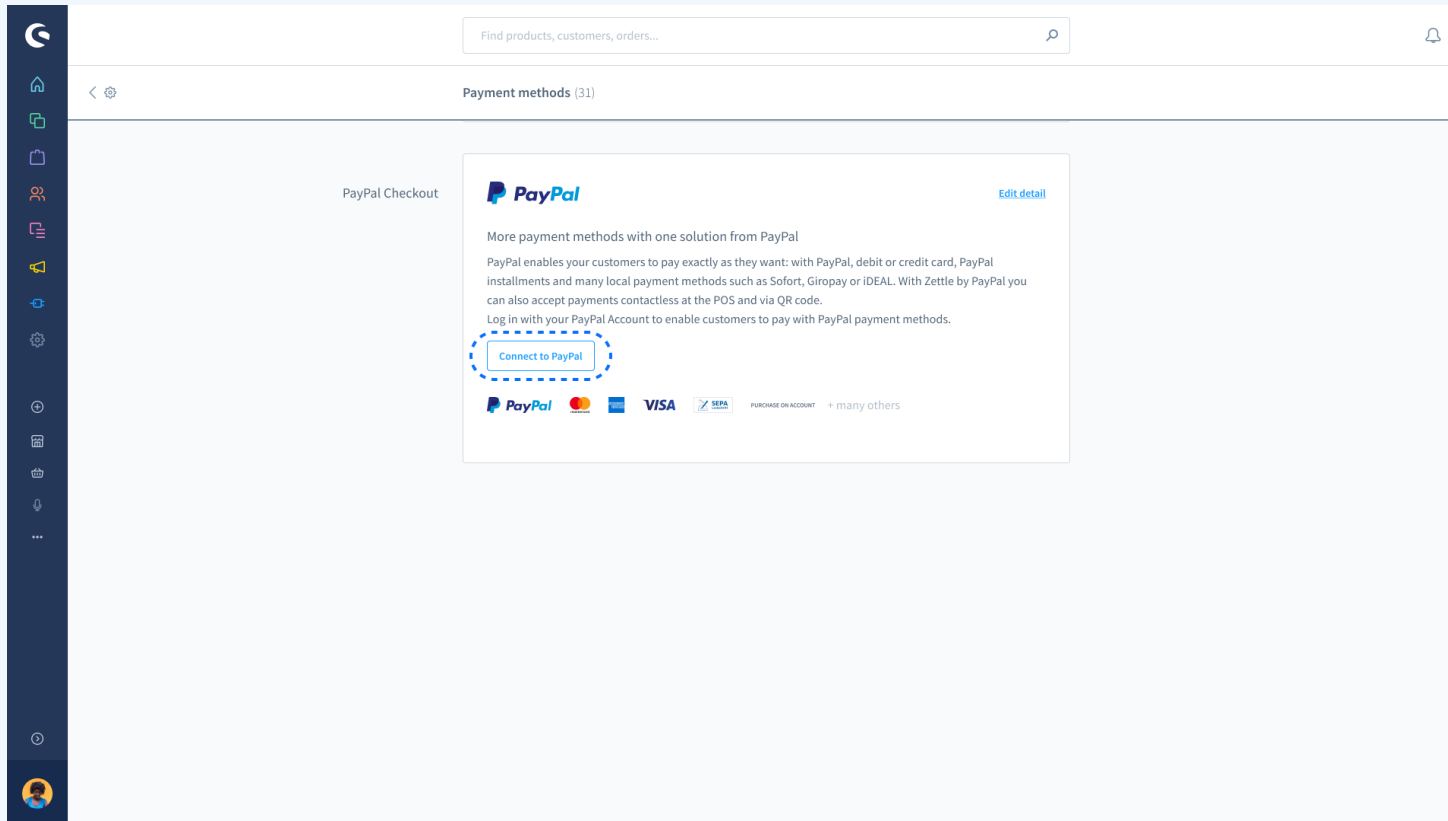 Find products, customers, orders...
Payment methods (31)
PayPal Checkout
PayPal
Edit detail
More payment methods with one solution from PayPal
PayPal enables your customers to pay exactly as they want: with PayPal, debit or credit card, PayPal
installments and many local payment methods such as Sofort, Giropay or iDEAL. With Zettle by PayPal you
can also accept payments contactless at the POS and via QR code.
Log in with your PayPal Account to enable customers to pay with PayPal payment methods.
Connect to PayPal
PayPal VISA SEPA PURCHASE ON ACCOUNT + many others